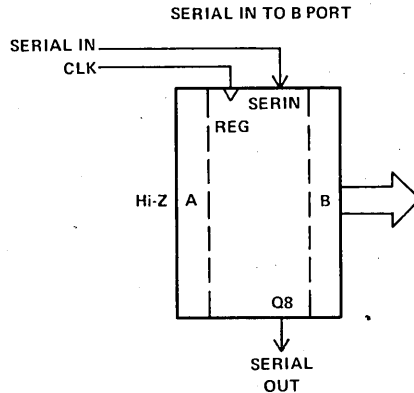 SERIAL IN TO B PORT
SERIAL IN
CLK
SERIN
REG
Hi-Z A B
Q8
SERIAL
OUT